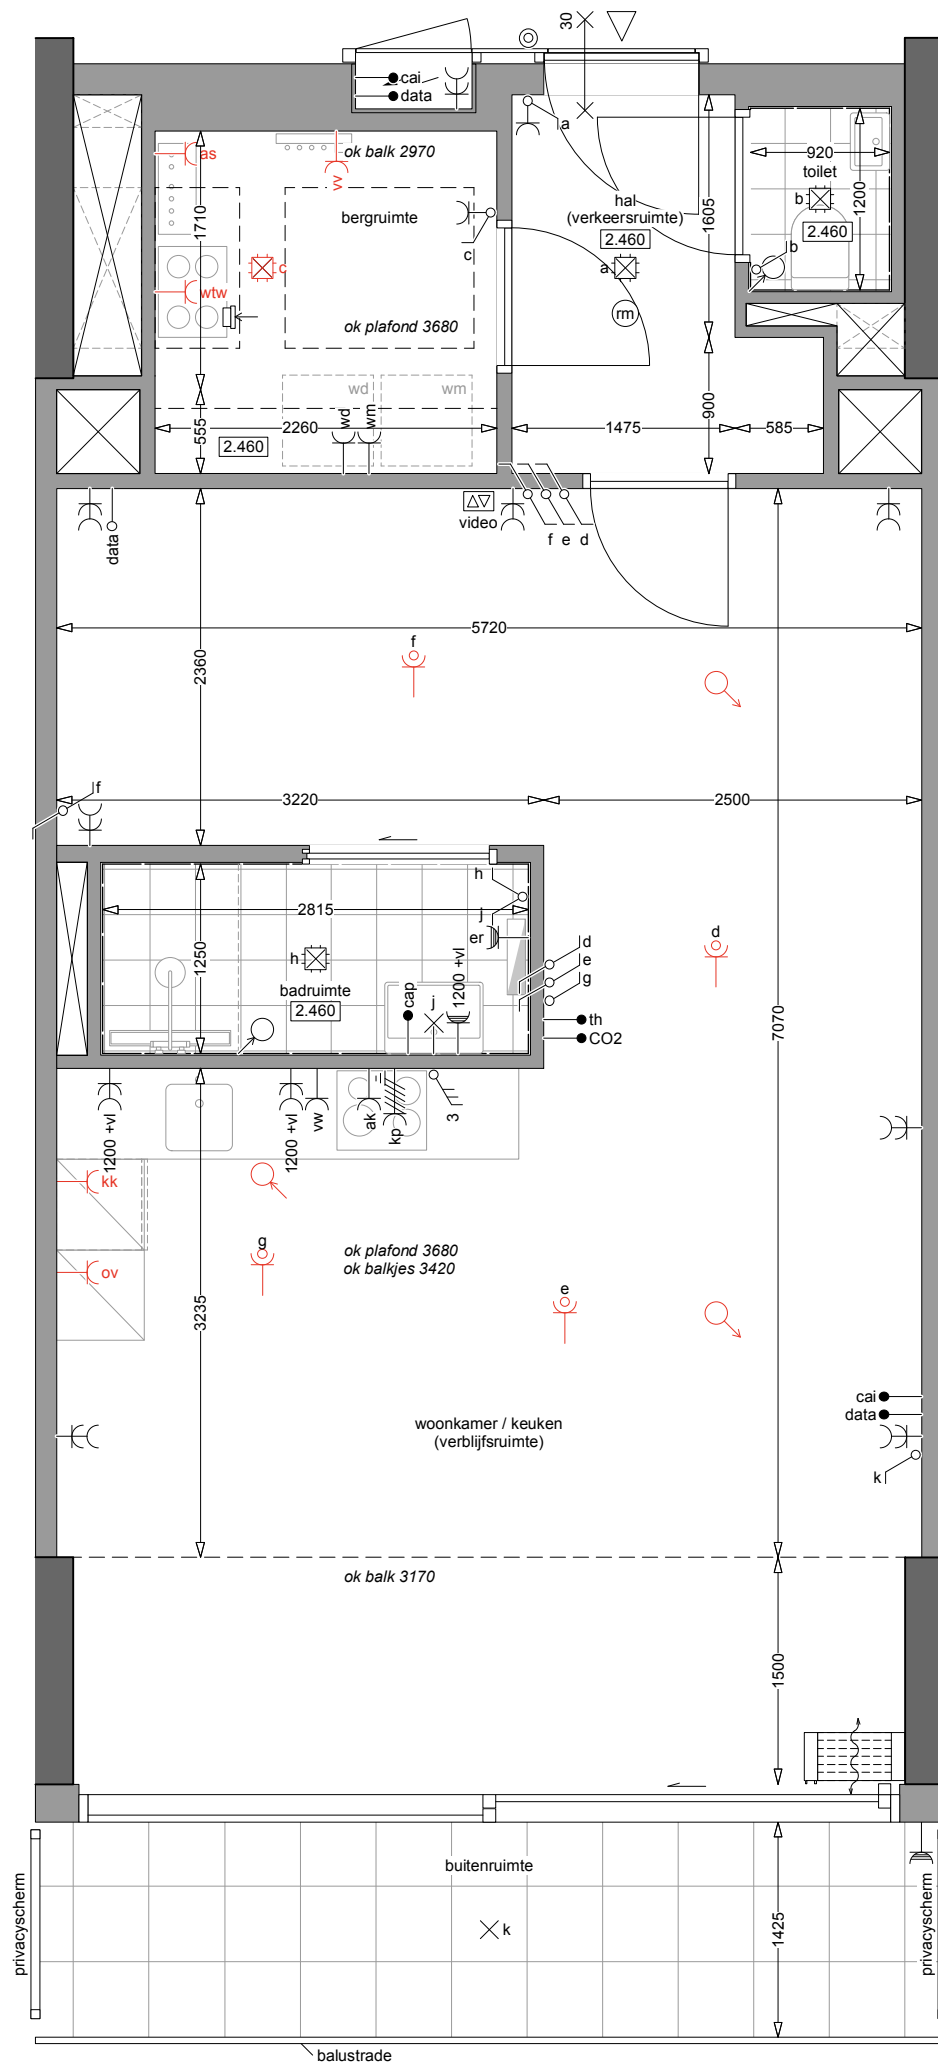 30
cai
data
a
as
ok balk 2970
vv
920
toilet
1200
b
2.460
b
hal
(verkeersruimte)
2.460
a
1605
rm
1710
bergruimte
c
c
wtw
ok plafond 3680
wd
wm
wd
wm
555
2260
2.460
1475
900
585
data
video
f
e
d
5720
f
2360
f
3220
2500
h
2815
j
er
1250
h
badruimte
2.460
cap
j
1200 +vl
d
e
g
d
th
CO2
7070
1200 +vl
1200 +vl
vw
ak
kp
3
kk
g
ok plafond 3680
ok balkjes 3420
ov
e
3235
cai
data
woonkamer / keuken
(verblijfsruimte)
k
ok balk 3170
1500
buitenruimte
privacyscherm
privacyscherm
k
1425
balustrade